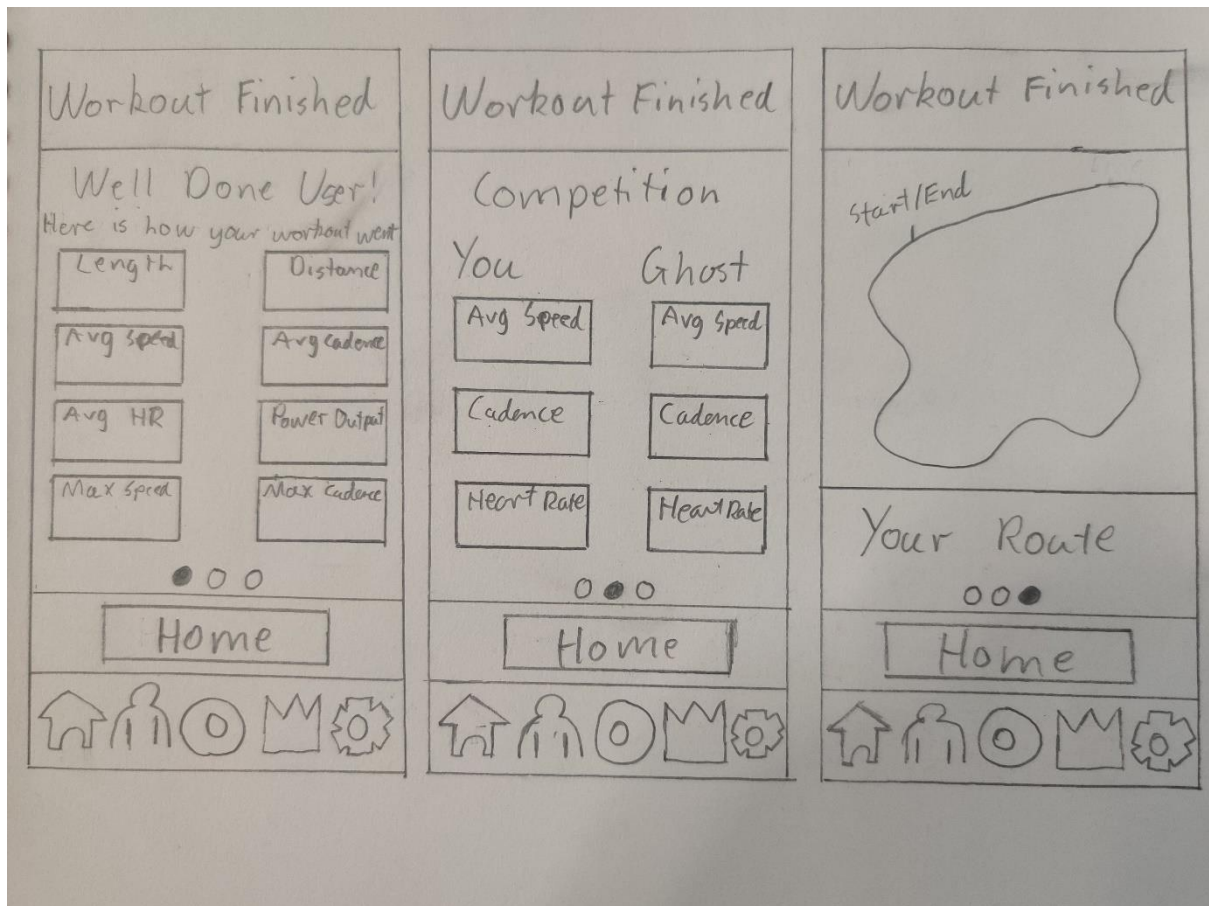 Workout Finished
Well Done User!
Here is how your workout went
Length
Distance
Avg Speed
Avg Cadence
Avg HR
Power Output
Max Speed
Max Cadence
Home
Workout Finished
Competition
You
Ghost
Avg Speed
Avg Speed
Cadence
Cadence
Heart Rate
Heart Rate
Home
Workout Finished
Start/End
Your Route
Home